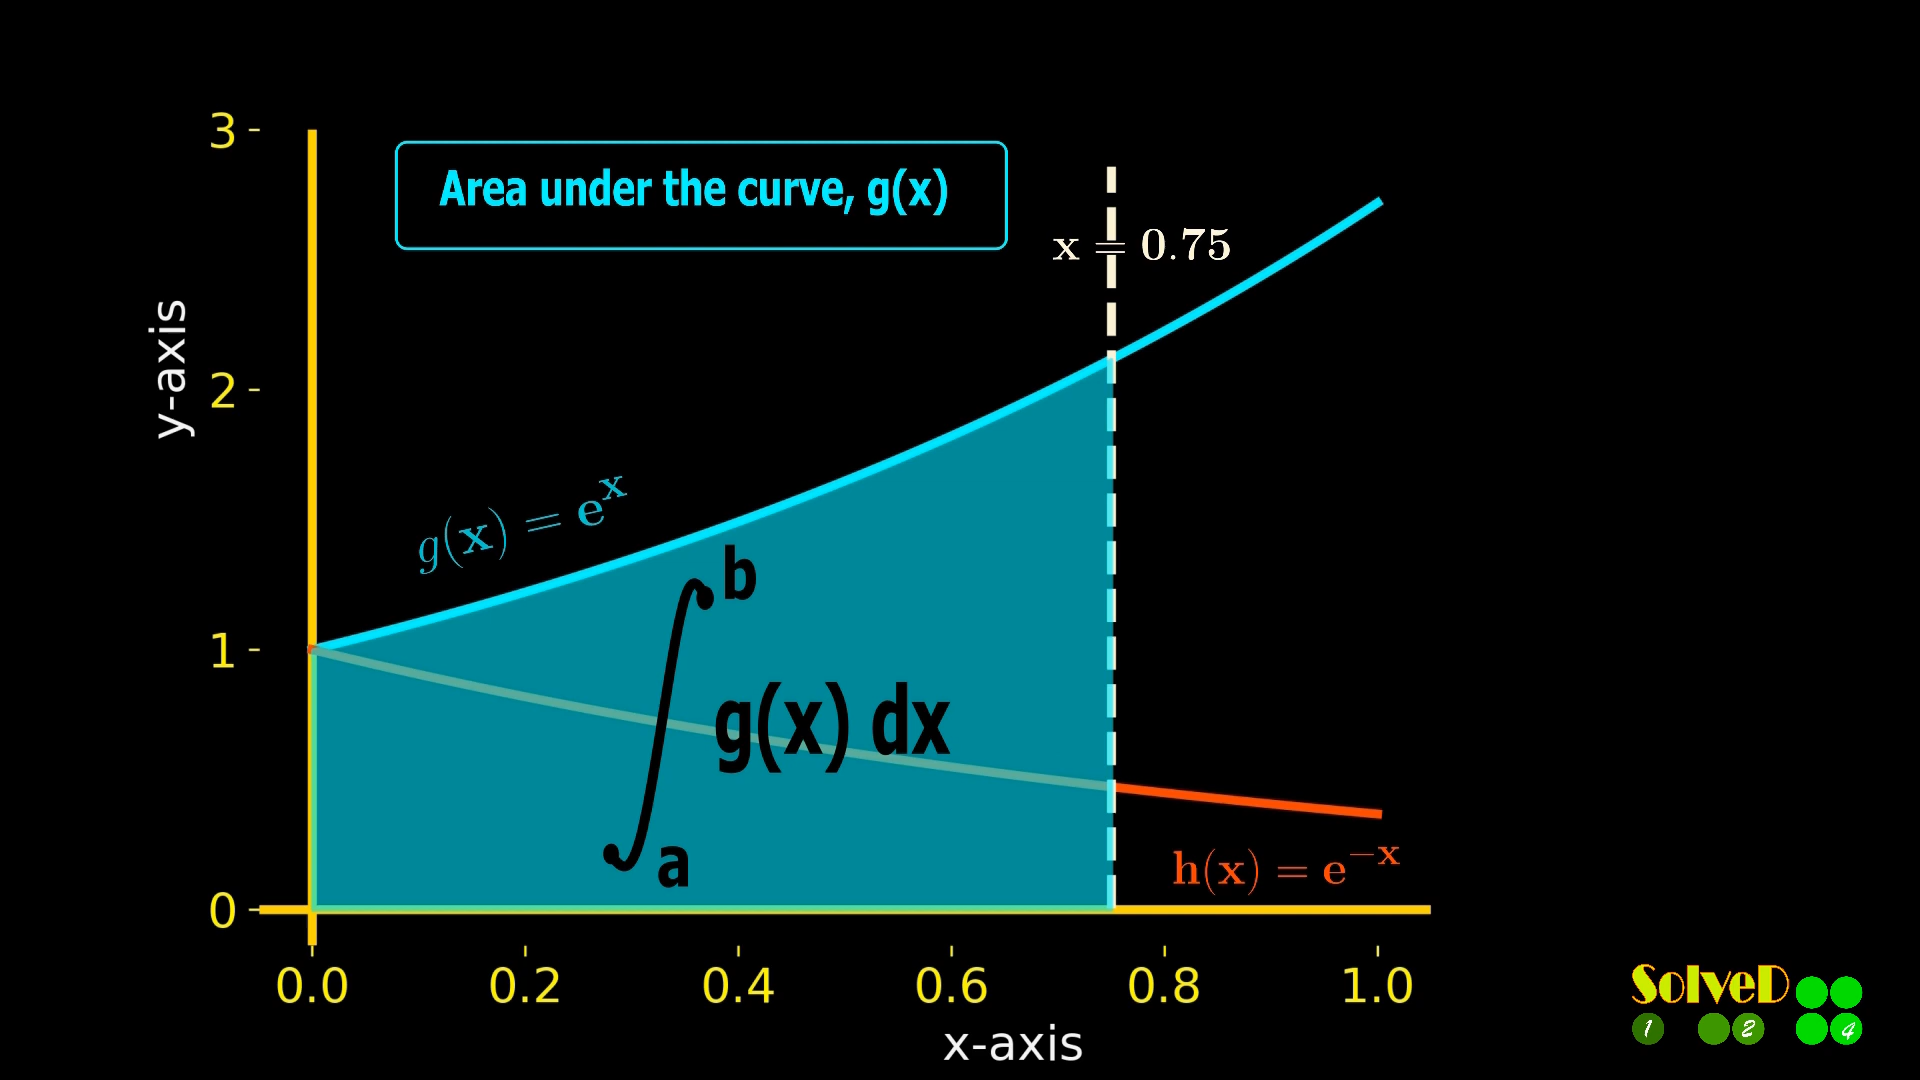 3
Area under the curve, g(x)
x = 0.75
y-axis
2
g(x) = e^x
b
1
∫ g(x) dx
a
h(x) = e^−x
0
0.0 0.2 0.4 0.6 0.8 1.0
x-axis
SolveD
1 2 4